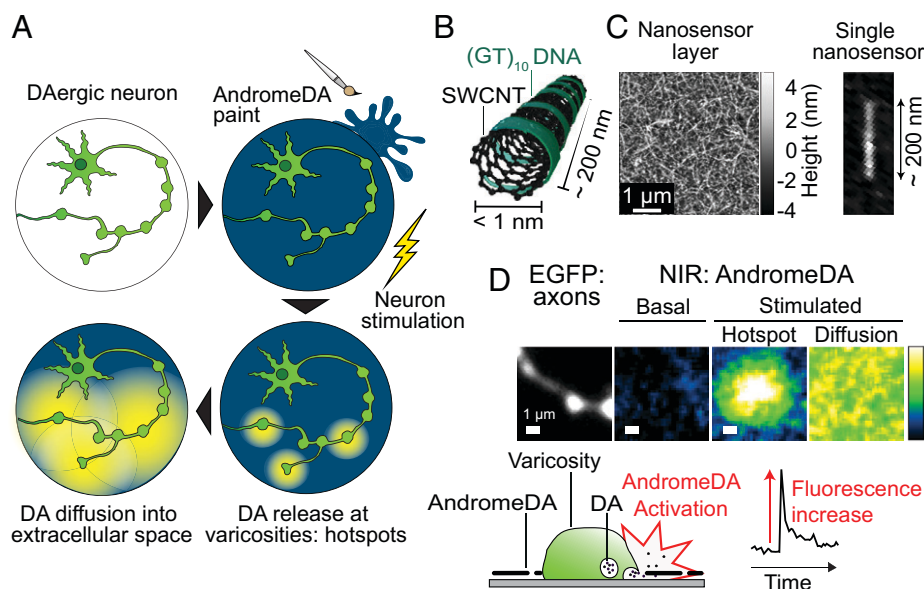 A
DAergic neuron
AndromeDA
paint
Neuron
stimulation
DA diffusion into
extracellular space
DA release at
varicosities: hotspots
B
(GT)10 DNA
SWCNT
~ 200 nm
< 1 nm
C
Nanosensor
layer
1 µm
4
2
0
-2
-4
Height (nm)
Single
nanosensor
~ 200 nm
D
EGFP:
axons
NIR: AndromeDA
Basal
Stimulated
Hotspot
Diffusion
1 µm
Varicosity
AndromeDA
DA
AndromeDA
Activation
Fluorescence
increase
Time